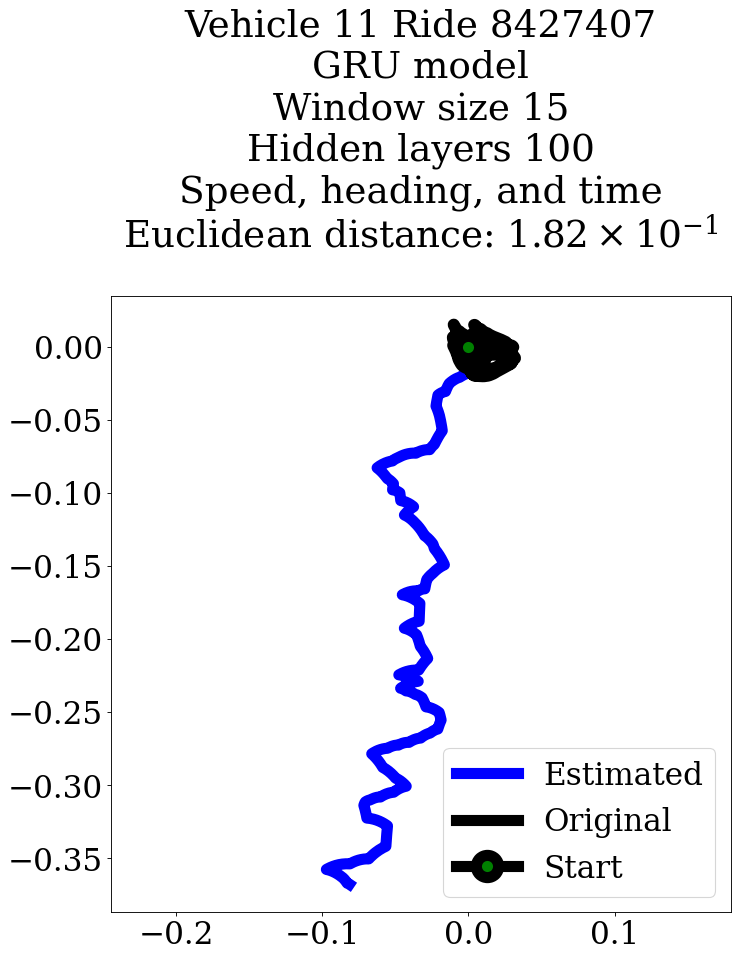 Vehicle 11 Ride 8427407
GRU model
Window size 15
Hidden layers 100
Speed, heading, and time
Euclidean distance: 1.82 × 10⁻¹
0.00
−0.05
−0.10
−0.15
−0.20
−0.25
−0.30
−0.35
Estimated
Original
Start
−0.2 −0.1 0.0 0.1